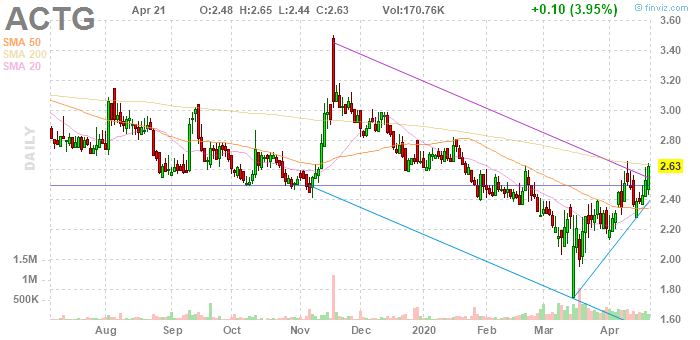 ACTG
Apr 21
O:2.48 H:2.65 L:2.44 C:2.63 Vol:170.76K
+0.10 (3.95%)
© finviz.com
SMA 50
SMA 200
SMA 20
DAILY
3.60
3.40
3.20
3.00
2.80
2.63
2.60
2.40
2.20
2.00
1.80
1.60
1.5M
1M
500K
Aug Sep Oct Nov Dec 2020 Feb Mar Apr